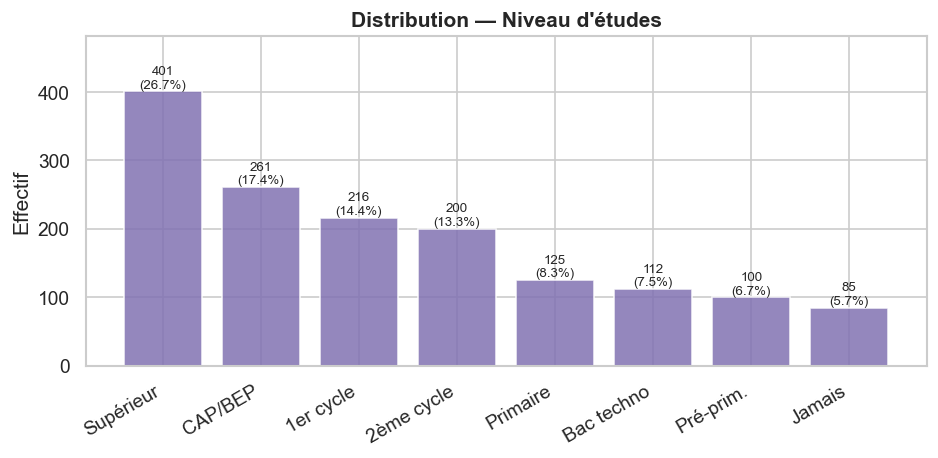 Distribution — Niveau d'études
Effectif
400
300
200
100
0
401
(26.7%)
261
(17.4%)
216
(14.4%)
200
(13.3%)
125
(8.3%)
112
(7.5%)
100
(6.7%)
85
(5.7%)
Supérieur
CAP/BEP
1er cycle
2ème cycle
Primaire
Bac techno
Pré-prim.
Jamais